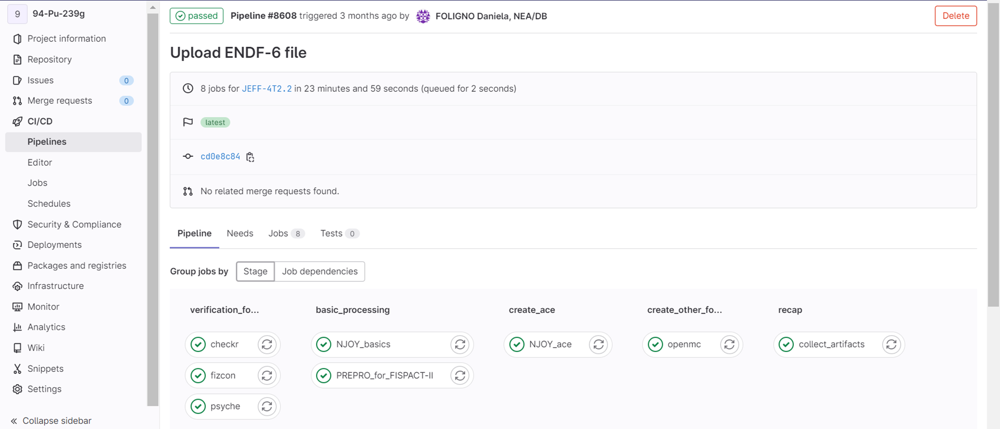 9 94-Pu-239g
Project information
Repository
Issues 0
Merge requests 0
CI/CD
Pipelines
Editor
Jobs
Schedules
Security & Compliance
Deployments
Packages and registries
Infrastructure
Monitor
Analytics
Wiki
Snippets
Settings
Collapse sidebar
passed Pipeline #8608 triggered 3 months ago by FOLIGNO Daniela, NEA/DB Delete
Upload ENDF-6 file
8 jobs for JEFF-4T2.2 in 23 minutes and 59 seconds (queued for 2 seconds)
latest
cd0e8c84
No related merge requests found.
Pipeline Needs Jobs 8 Tests 0
Group jobs by Stage Job dependencies
verification_fo... basic_processing create_ace create_other_fo... recap
checkr NJOY_basics NJOY_ace openmc collect_artifacts
fizcon PREPRO_for_FISPACT-II
psyche